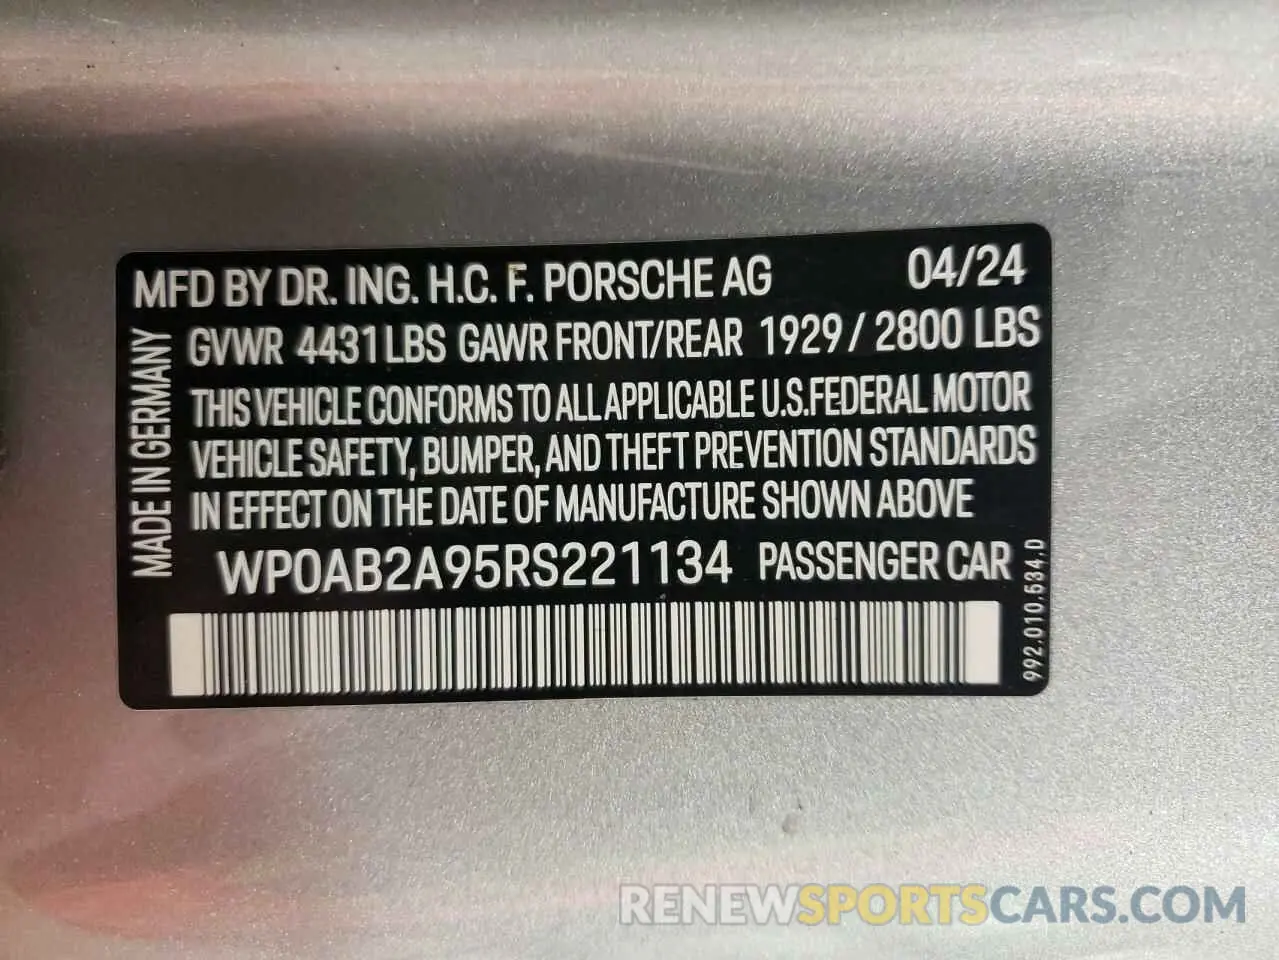 MFD BY DR. ING. H.C. F. PORSCHE AG 04/24
GVWR 4431LBS GAWR FRONT/REAR 1929/2800 LBS
THIS VEHICLE CONFORMS TO ALL APPLICABLE U.S.FEDERAL MOTOR
VEHICLE SAFETY, BUMPER, AND THEFT PREVENTION STANDARDS
IN EFFECT ON THE DATE OF MANUFACTURE SHOWN ABOVE
WP0AB2A95RS221134 PASSENGER CAR
MADE IN GERMANY
992.010.534.D
RENEWSPORTSCARS.COM